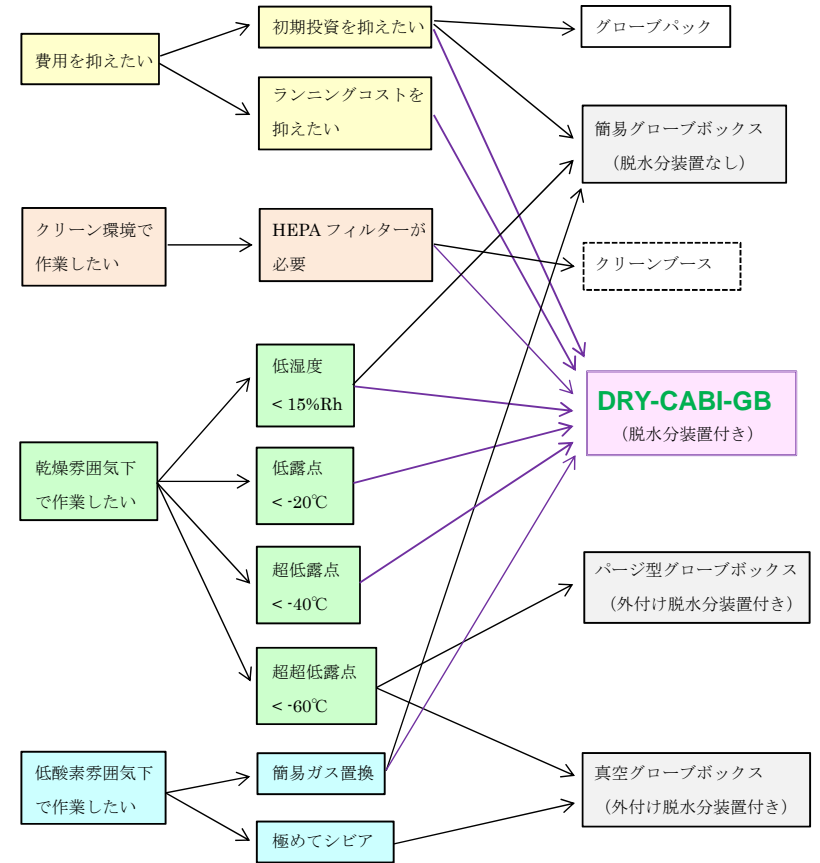 費用を抑えたい
初期投資を抑えたい
グローブパック
ランニングコストを
抑えたい
簡易グローブボックス
（脱水分装置なし）
クリーン環境で
作業したい
HEPA フィルターが
必要
クリーンブース
低湿度
< 15%Rh
DRY-CABI-GB
（脱水分装置付き）
乾燥雰囲気下
で作業したい
低露点
< -20℃
超低露点
< -40℃
パージ型グローブボックス
（外付け脱水分装置付き）
超超低露点
< -60℃
低酸素雰囲気下
で作業したい
簡易ガス置換
真空グローブボックス
（外付け脱水分装置付き）
極めてシビア